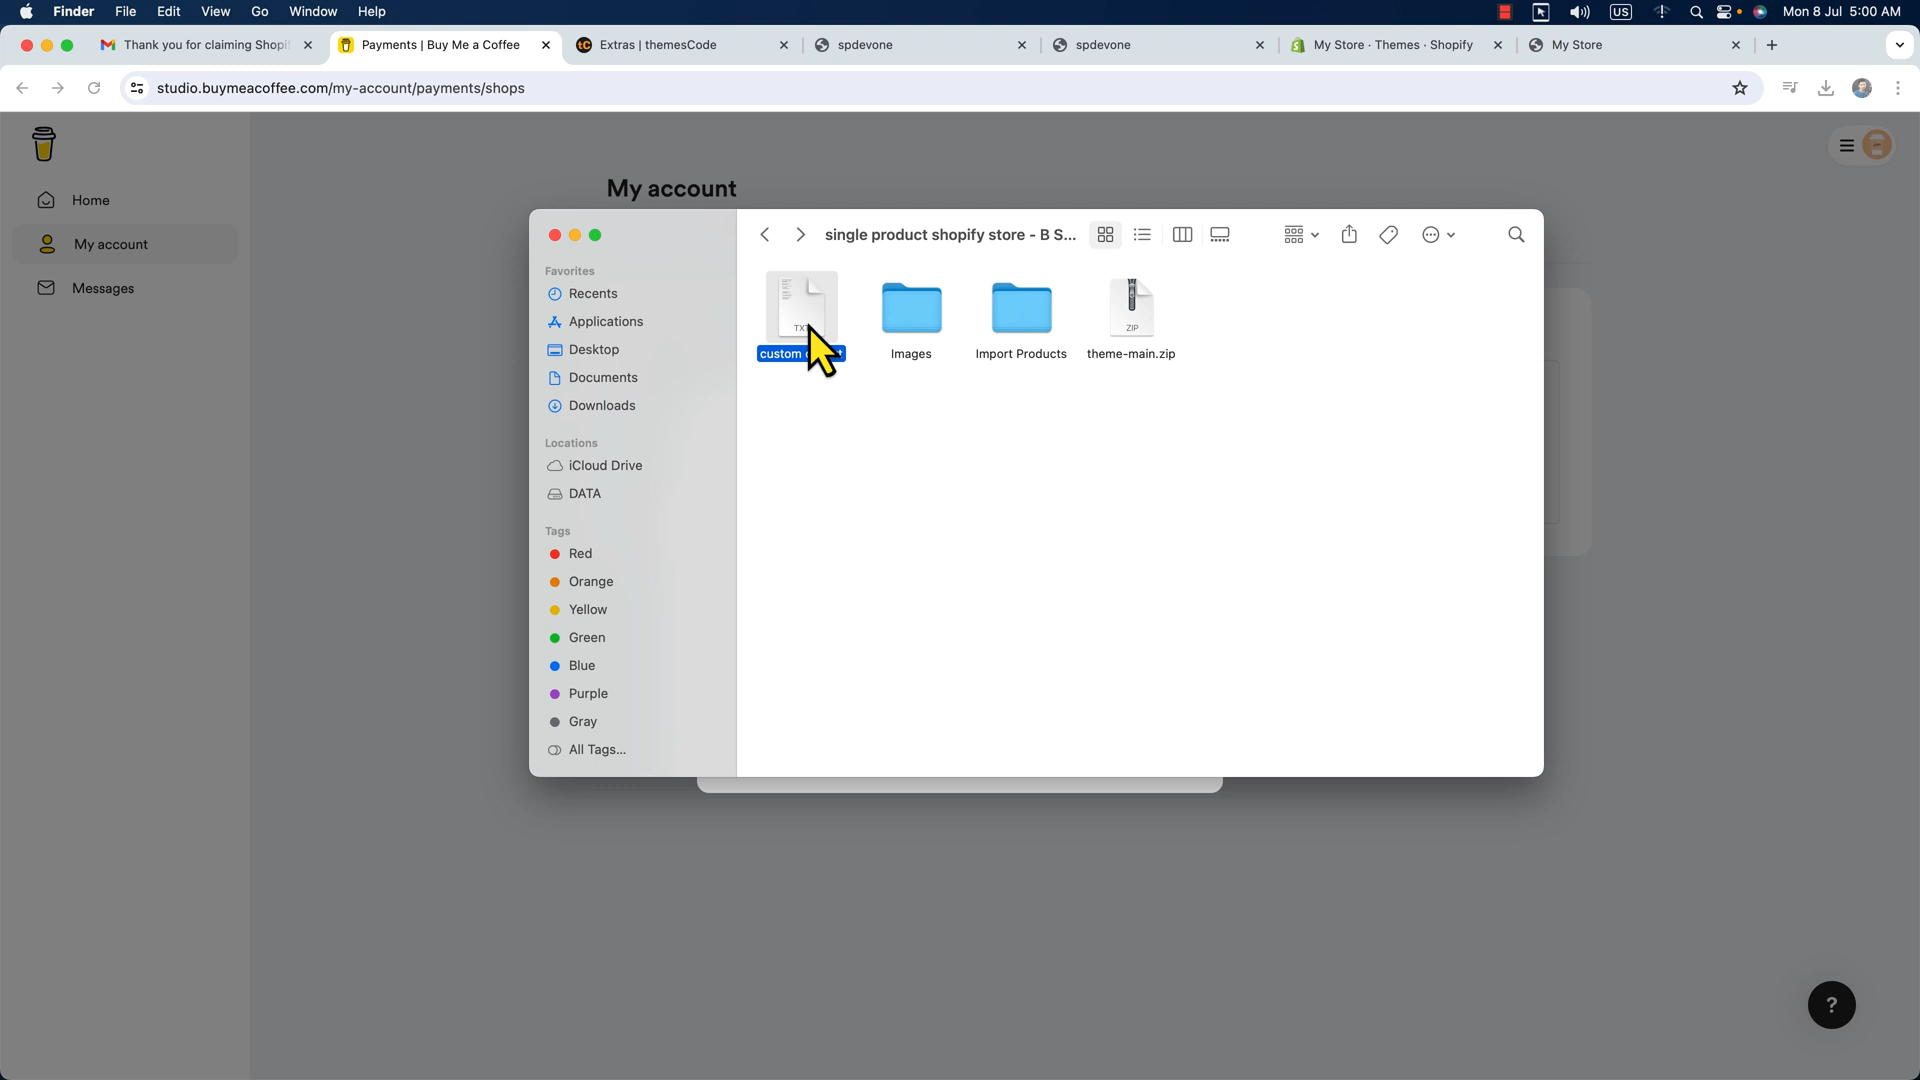 Finder File Edit View Go Window Help US Mon 8 Jul 5:00 AM
Thank you for claiming Shopi
Payments | Buy Me a Coffee
tC Extras | themesCode
spdevone
spdevone
My Store · Themes · Shopify
My Store
studio.buymeacoffee.com/my-account/payments/shops
Home
My account
Messages
My account
single product shopify store - B S...
Favorites
Recents
Applications
Desktop
Documents
Downloads
Locations
iCloud Drive
DATA
Tags
Red
Orange
Yellow
Green
Blue
Purple
Gray
All Tags...
custom
Images
Import Products
ZIP
theme-main.zip
?